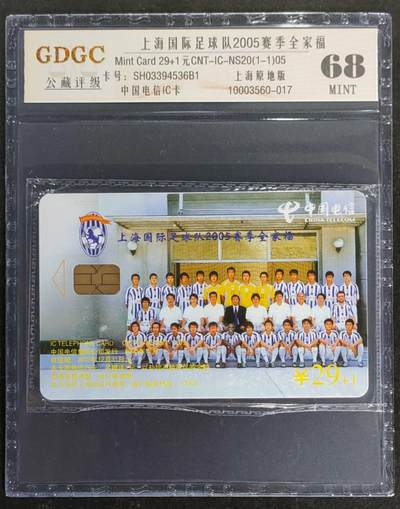 GDGC
公藏评级
上海国际足球队2005赛季全家福
Mint Card 29+1元CNT-IC-NS20(1-1)05
卡号：SH03394536B1 上海原地版
中国电信IC卡 10003560-017
68
MINT
中国电信
CHINA TELECOM
上海国际足球队2005赛季全家福
IC TELEPHONE CARD
¥29+1